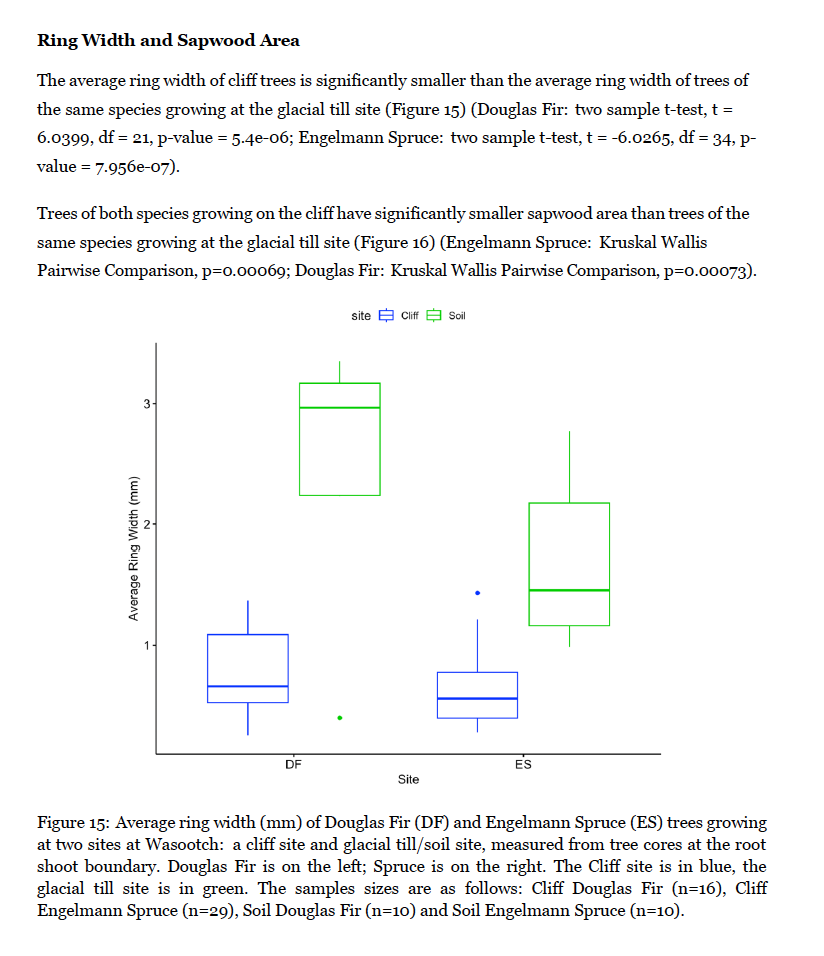 Ring Width and Sapwood Area
The average ring width of cliff trees is significantly smaller than the average ring width of trees of
the same species growing at the glacial till site (Figure 15) (Douglas Fir: two sample t-test, t =
6.0399, df = 21, p-value = 5.4e-06; Engelmann Spruce: two sample t-test, t = -6.0265, df = 34, p-
value = 7.956e-07).
Trees of both species growing on the cliff have significantly smaller sapwood area than trees of the
same species growing at the glacial till site (Figure 16) (Engelmann Spruce: Kruskal Wallis
Pairwise Comparison, p=0.00069; Douglas Fir: Kruskal Wallis Pairwise Comparison, p=0.00073).
site Cliff Soil
Average Ring Width (mm)
3
2
1
DF ES
Site
Figure 15: Average ring width (mm) of Douglas Fir (DF) and Engelmann Spruce (ES) trees growing
at two sites at Wasootch: a cliff site and glacial till/soil site, measured from tree cores at the root
shoot boundary. Douglas Fir is on the left; Spruce is on the right. The Cliff site is in blue, the
glacial till site is in green. The samples sizes are as follows: Cliff Douglas Fir (n=16), Cliff
Engelmann Spruce (n=29), Soil Douglas Fir (n=10) and Soil Engelmann Spruce (n=10).